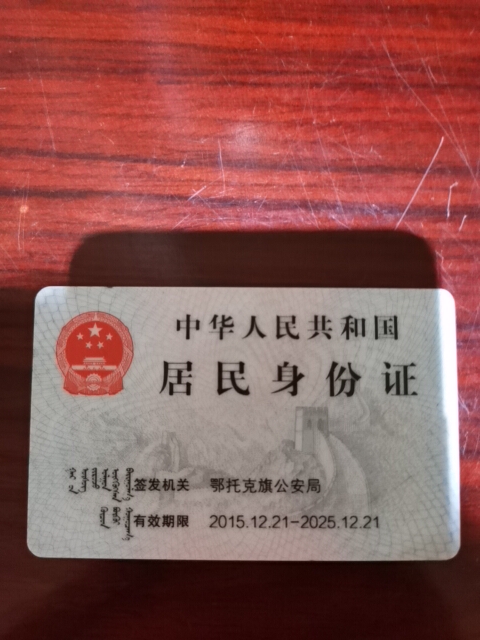 中华人民共和国
居民身份证
签发机关 鄂托克旗公安局
有效期限 2015.12.21-2025.12.21